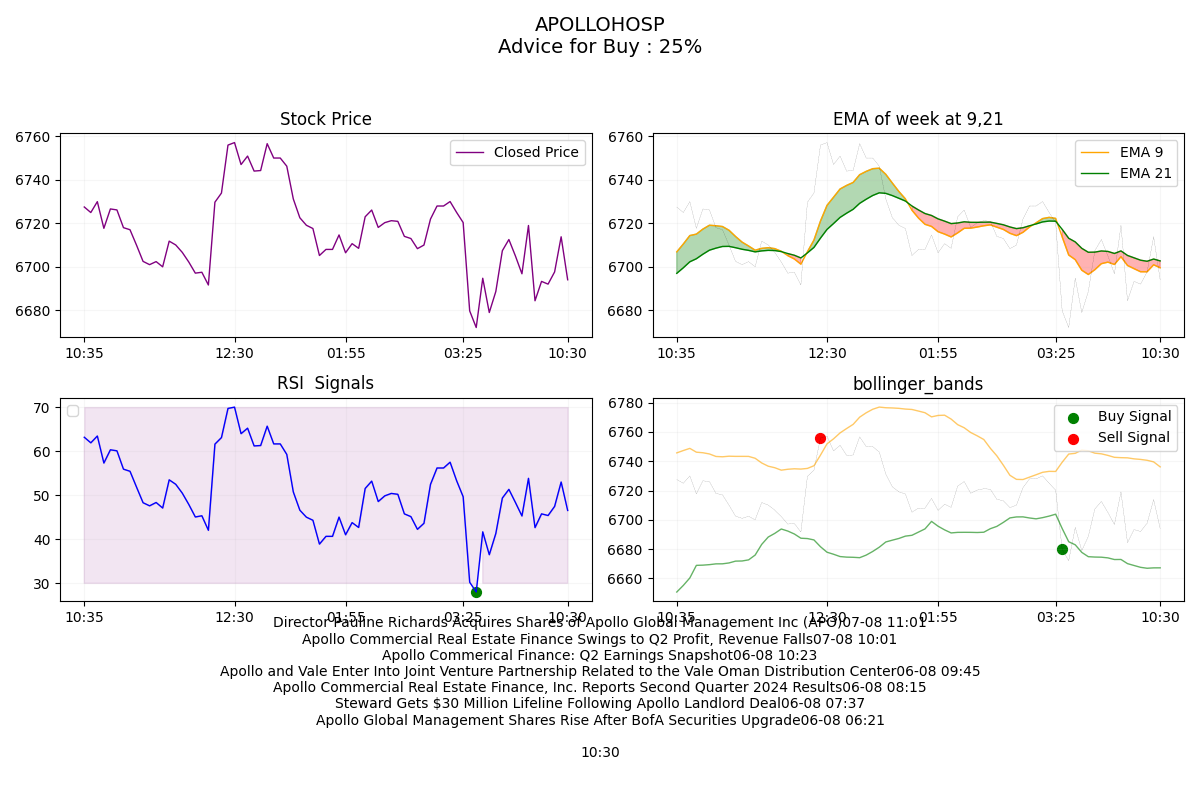 APOLLOHOSP
Advice for Buy : 25%
Stock Price
6760
6740
6720
6700
6680
Closed Price
10:35
12:30
01:55
03:25
10:30
EMA of week at 9,21
6760
6740
6720
6700
6680
EMA 9
EMA 21
10:35
12:30
01:55
03:25
10:30
RSI  Signals
70
60
50
40
30
10:35
12:30
01:55
03:25
10:30
bollinger_bands
6780
6760
6740
6720
6700
6680
6660
Buy Signal
Sell Signal
10:35
12:30
01:55
03:25
10:30
Director Pauline Richards Acquires Shares of Apollo Global Management Inc (APO)07-08 11:01
Apollo Commercial Real Estate Finance Swings to Q2 Profit, Revenue Falls07-08 10:01
Apollo Commerical Finance: Q2 Earnings Snapshot06-08 10:23
Apollo and Vale Enter Into Joint Venture Partnership Related to the Vale Oman Distribution Center06-08 09:45
Apollo Commercial Real Estate Finance, Inc. Reports Second Quarter 2024 Results06-08 08:15
Steward Gets $30 Million Lifeline Following Apollo Landlord Deal06-08 07:37
Apollo Global Management Shares Rise After BofA Securities Upgrade06-08 06:21
10:30